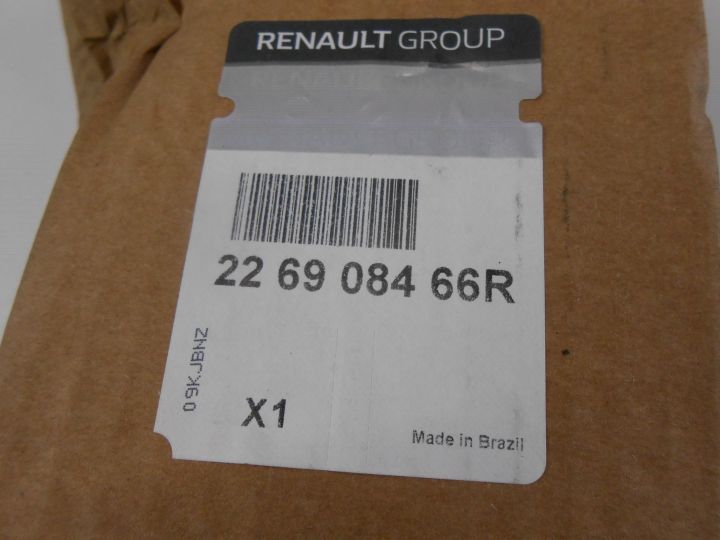 RENAULT GROUP
22 69 084 66R
09KJBNZ
X1
Made in Brazil